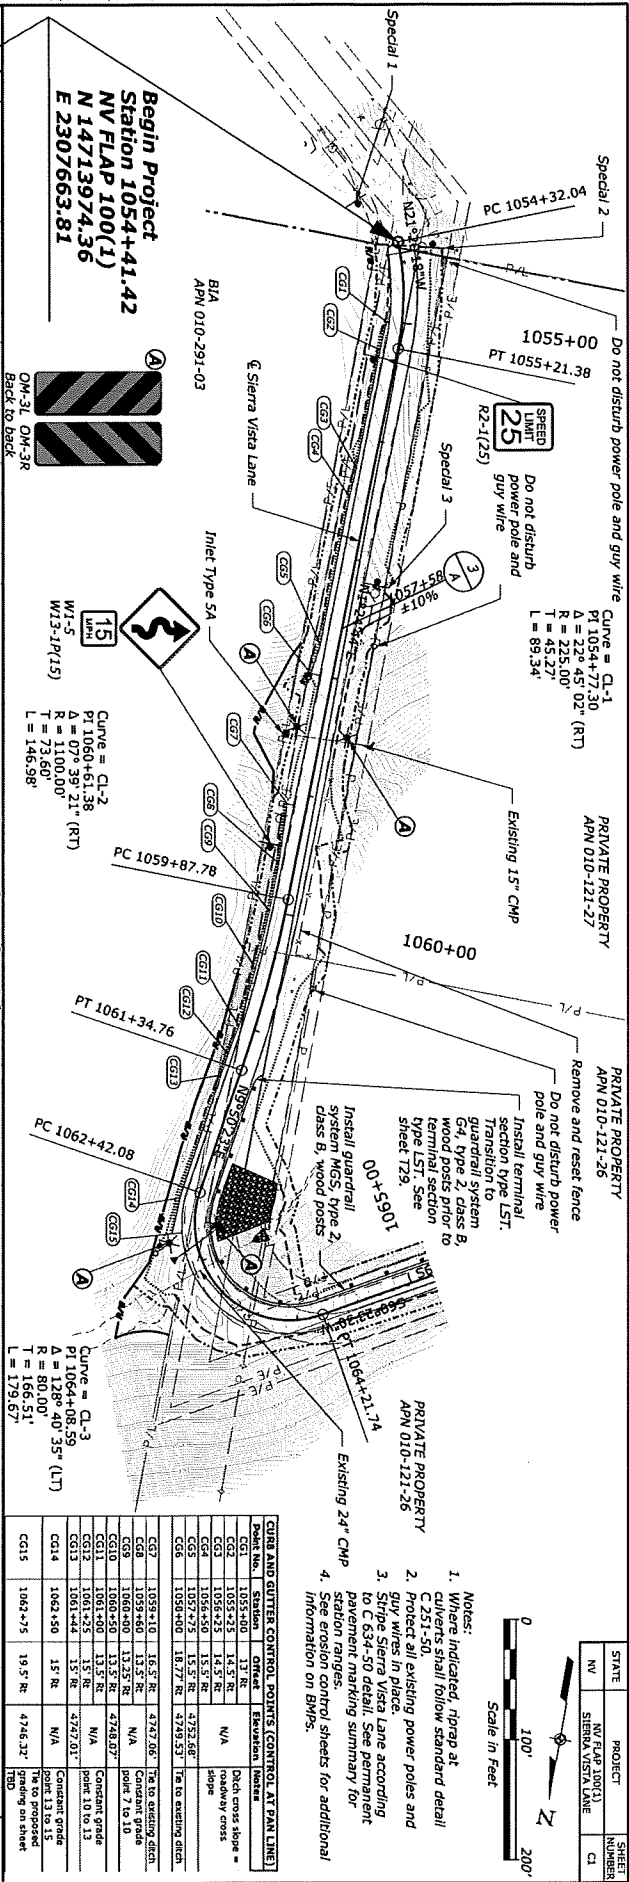 STATE
PROJECT
SHEET NUMBER
NV
NV FLAP 100(1)
SIERRA VISTA LANE
C1
N
0 100' 200'
Scale in Feet
Notes:
1. Where indicated, riprap at
culverts shall follow standard detail
C 251-50.
2. Protect all existing power poles and
guy wires in place.
3. Stripe Sierra Vista Lane according
to C 634-50 detail. See permanent
pavement marking summary for
station ranges.
4. See erosion control sheets for additional
information on BMPs.
Special 1
Special 2
PC 1054+32.04
Do not disturb power pole and guy wire
1055+00
PT 1055+21.38
SPEED
LIMIT
25
R2-1(25)
Do not disturb
power pole and
guy wire
Special 3
3
A
1057+58
±10%
Curve = CL-1
PI 1054+77.30
Δ = 22° 45' 02" (RT)
R = 225.00'
T = 45.27'
L = 89.34'
PRIVATE PROPERTY
APN 010-121-27
Existing 15" CMP
1060+00
P/L
P/L
PRIVATE PROPERTY
APN 010-121-26
Remove and reset fence
Do not disturb power
pole and guy wire
Install terminal
section type LST.
Transition to
guardrail system
G4, type 2, class B,
wood posts prior to
terminal section
type LST. See
sheet T29.
1065+00
Install guardrail
system MGS, type 2,
class B, wood posts
PT 1064+21.74
PRIVATE PROPERTY
APN 010-121-26
Existing 24" CMP
Begin Project
Station 1054+41.42
NV FLAP 100(1)
N 14713974.36
E 2307663.81
BIA
APN 010-291-03
CG1
CG2
CG3
CG4
CG5
CG6
CG7
CG8
CG9
CG10
CG11
CG12
CG13
CG14
CG15
℄ Sierra Vista Lane
Inlet Type 5A
A
OM-3L OM-3R
Back to back
A
A
15
MPH
W1-5
W13-1P(15)
Curve = CL-2
PI 1060+61.38
Δ = 07° 39' 21" (RT)
R = 1100.00'
T = 73.60'
L = 146.98'
PC 1059+87.78
PT 1061+34.76
PC 1062+42.08
A
A
Curve = CL-3
PI 1064+08.59
Δ = 128° 40' 35" (LT)
R = 80.00'
T = 166.51'
L = 179.67'
CURB AND GUTTER CONTROL POINTS (CONTROL AT PAN LINE)
Point No. Station Offset Elevation Notes
CG1 1055+00 13' Rt
CG2 1055+25 14.5' Rt
CG3 1056+25 14.5' Rt
CG4 1056+50 15.5' Rt
N/A
Ditch cross slope =
roadway cross
slope
CG5 1057+75 15.5' Rt 4752.68'
CG6 1058+00 18.77' Rt 4749.53' Tie to existing ditch
CG7 1059+10 16.5' Rt 4747.06' Tie to existing ditch
CG8 1059+60 13.5' Rt
CG9 1060+00 13.25' Rt
N/A
Constant grade
point 7 to 10
CG10 1060+50 13.5' Rt 4748.87'
CG11 1061+00 13.5' Rt
CG12 1061+25 15' Rt
N/A
Constant grade
point 10 to 13
CG13 1061+44 15' Rt 4747.01'
CG14 1062+50 15' Rt N/A Constant grade
point 13 to 15
CG15 1062+75 19.5' Rt 4746.32' Tie to proposed
grading on sheet
TBD